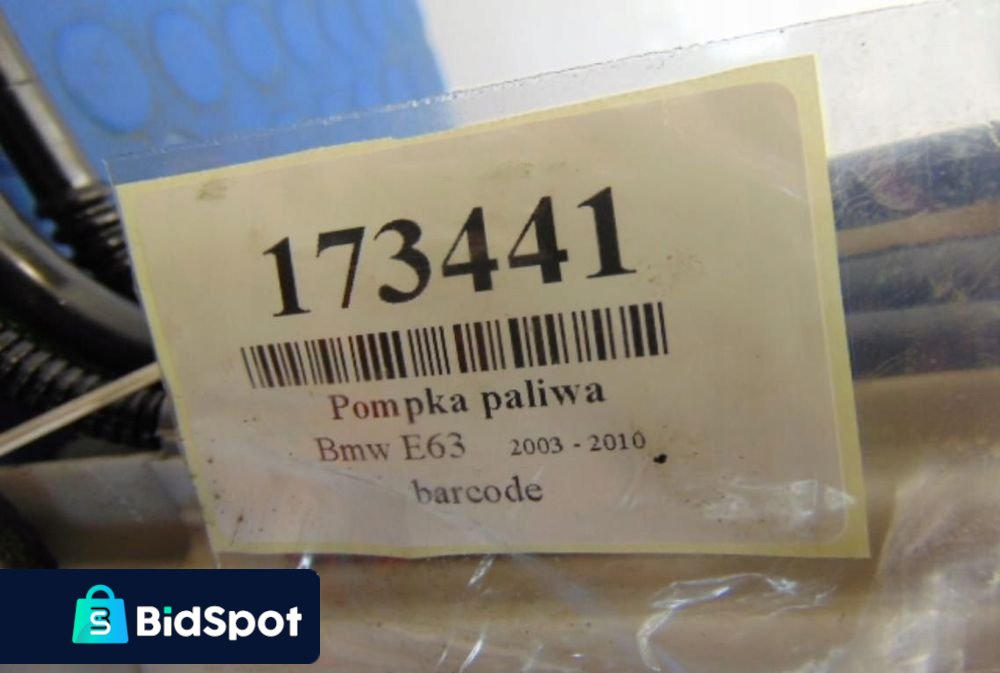 173441
Pompka paliwa
Bmw E63 2003 - 2010
barcode
BidSpot